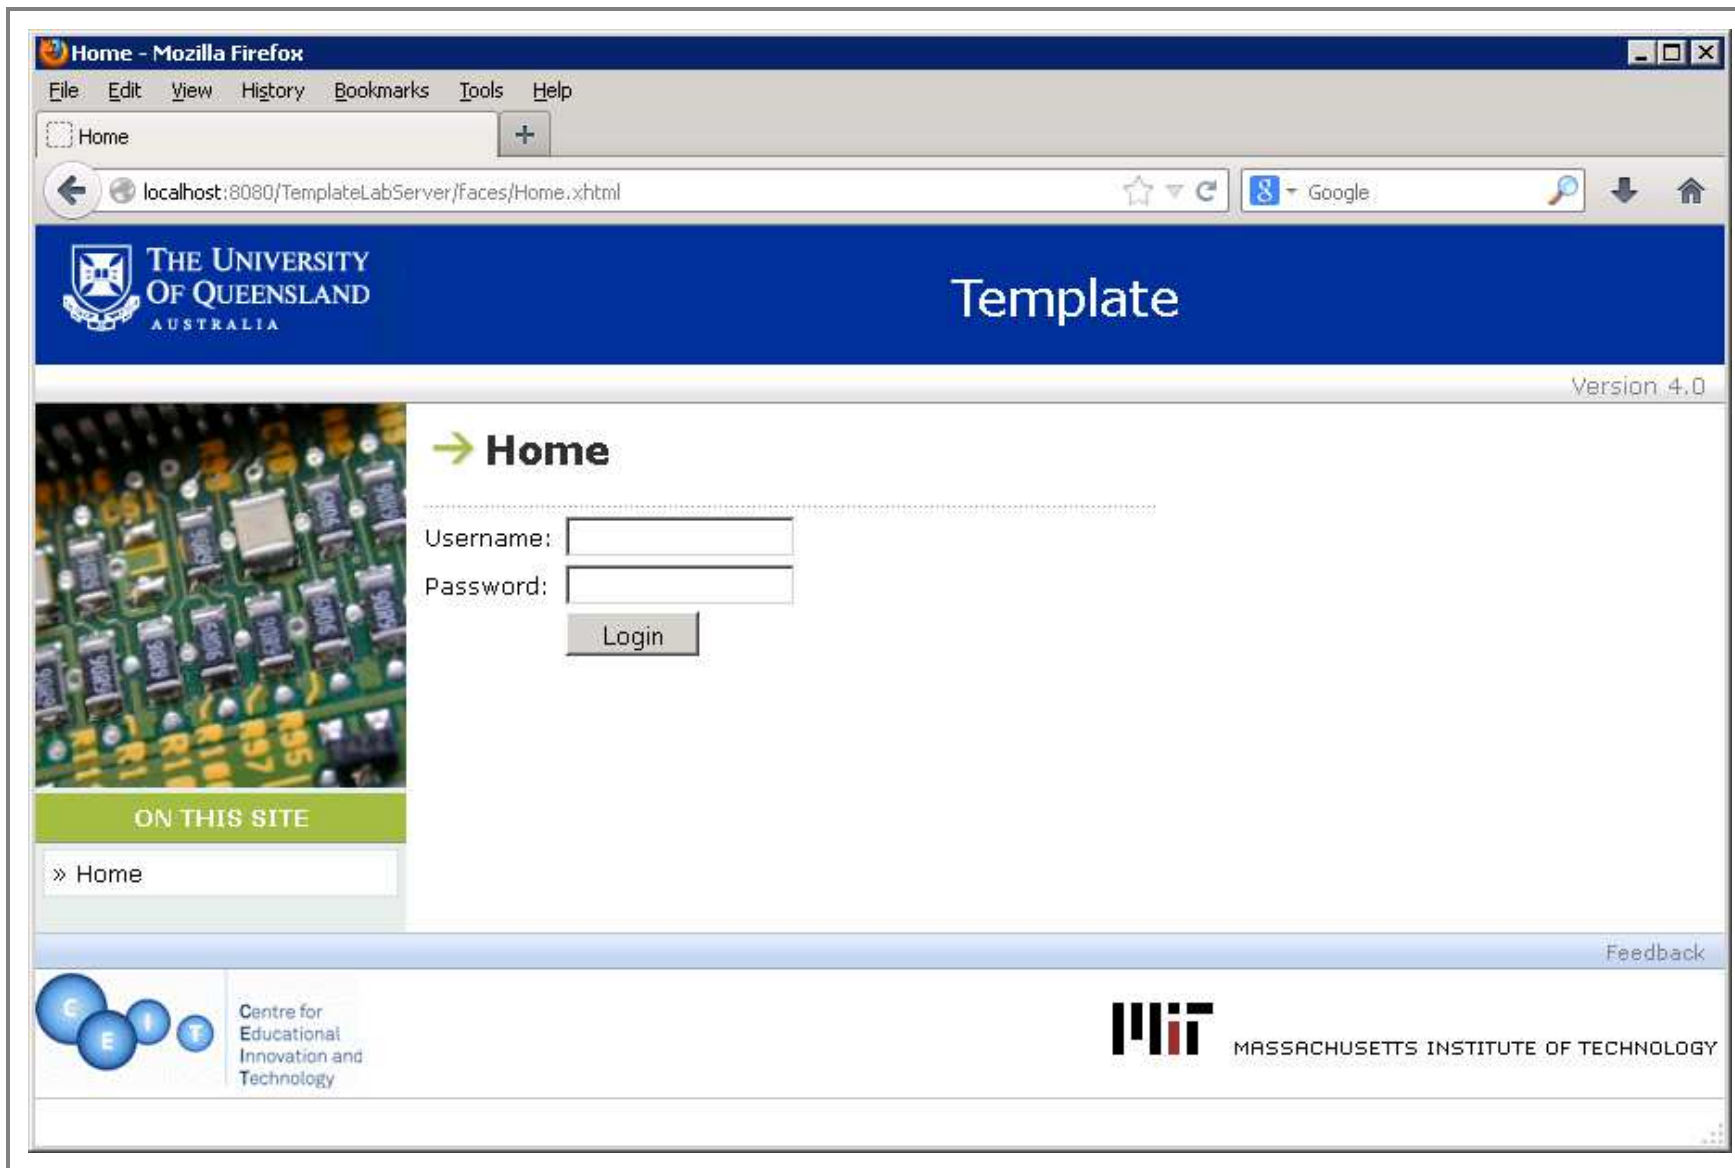 Home - Mozilla Firefox
File Edit View History Bookmarks Tools Help
Home
localhost:8080/TemplateLabServer/faces/Home.xhtml
8 Google
THE UNIVERSITY
OF QUEENSLAND
AUSTRALIA
Template
Version 4.0
Home
Username:
Password:
Login
ON THIS SITE
» Home
Feedback
C E I T
Centre for
Educational
Innovation and
Technology
MIT
MASSACHUSETTS INSTITUTE OF TECHNOLOGY